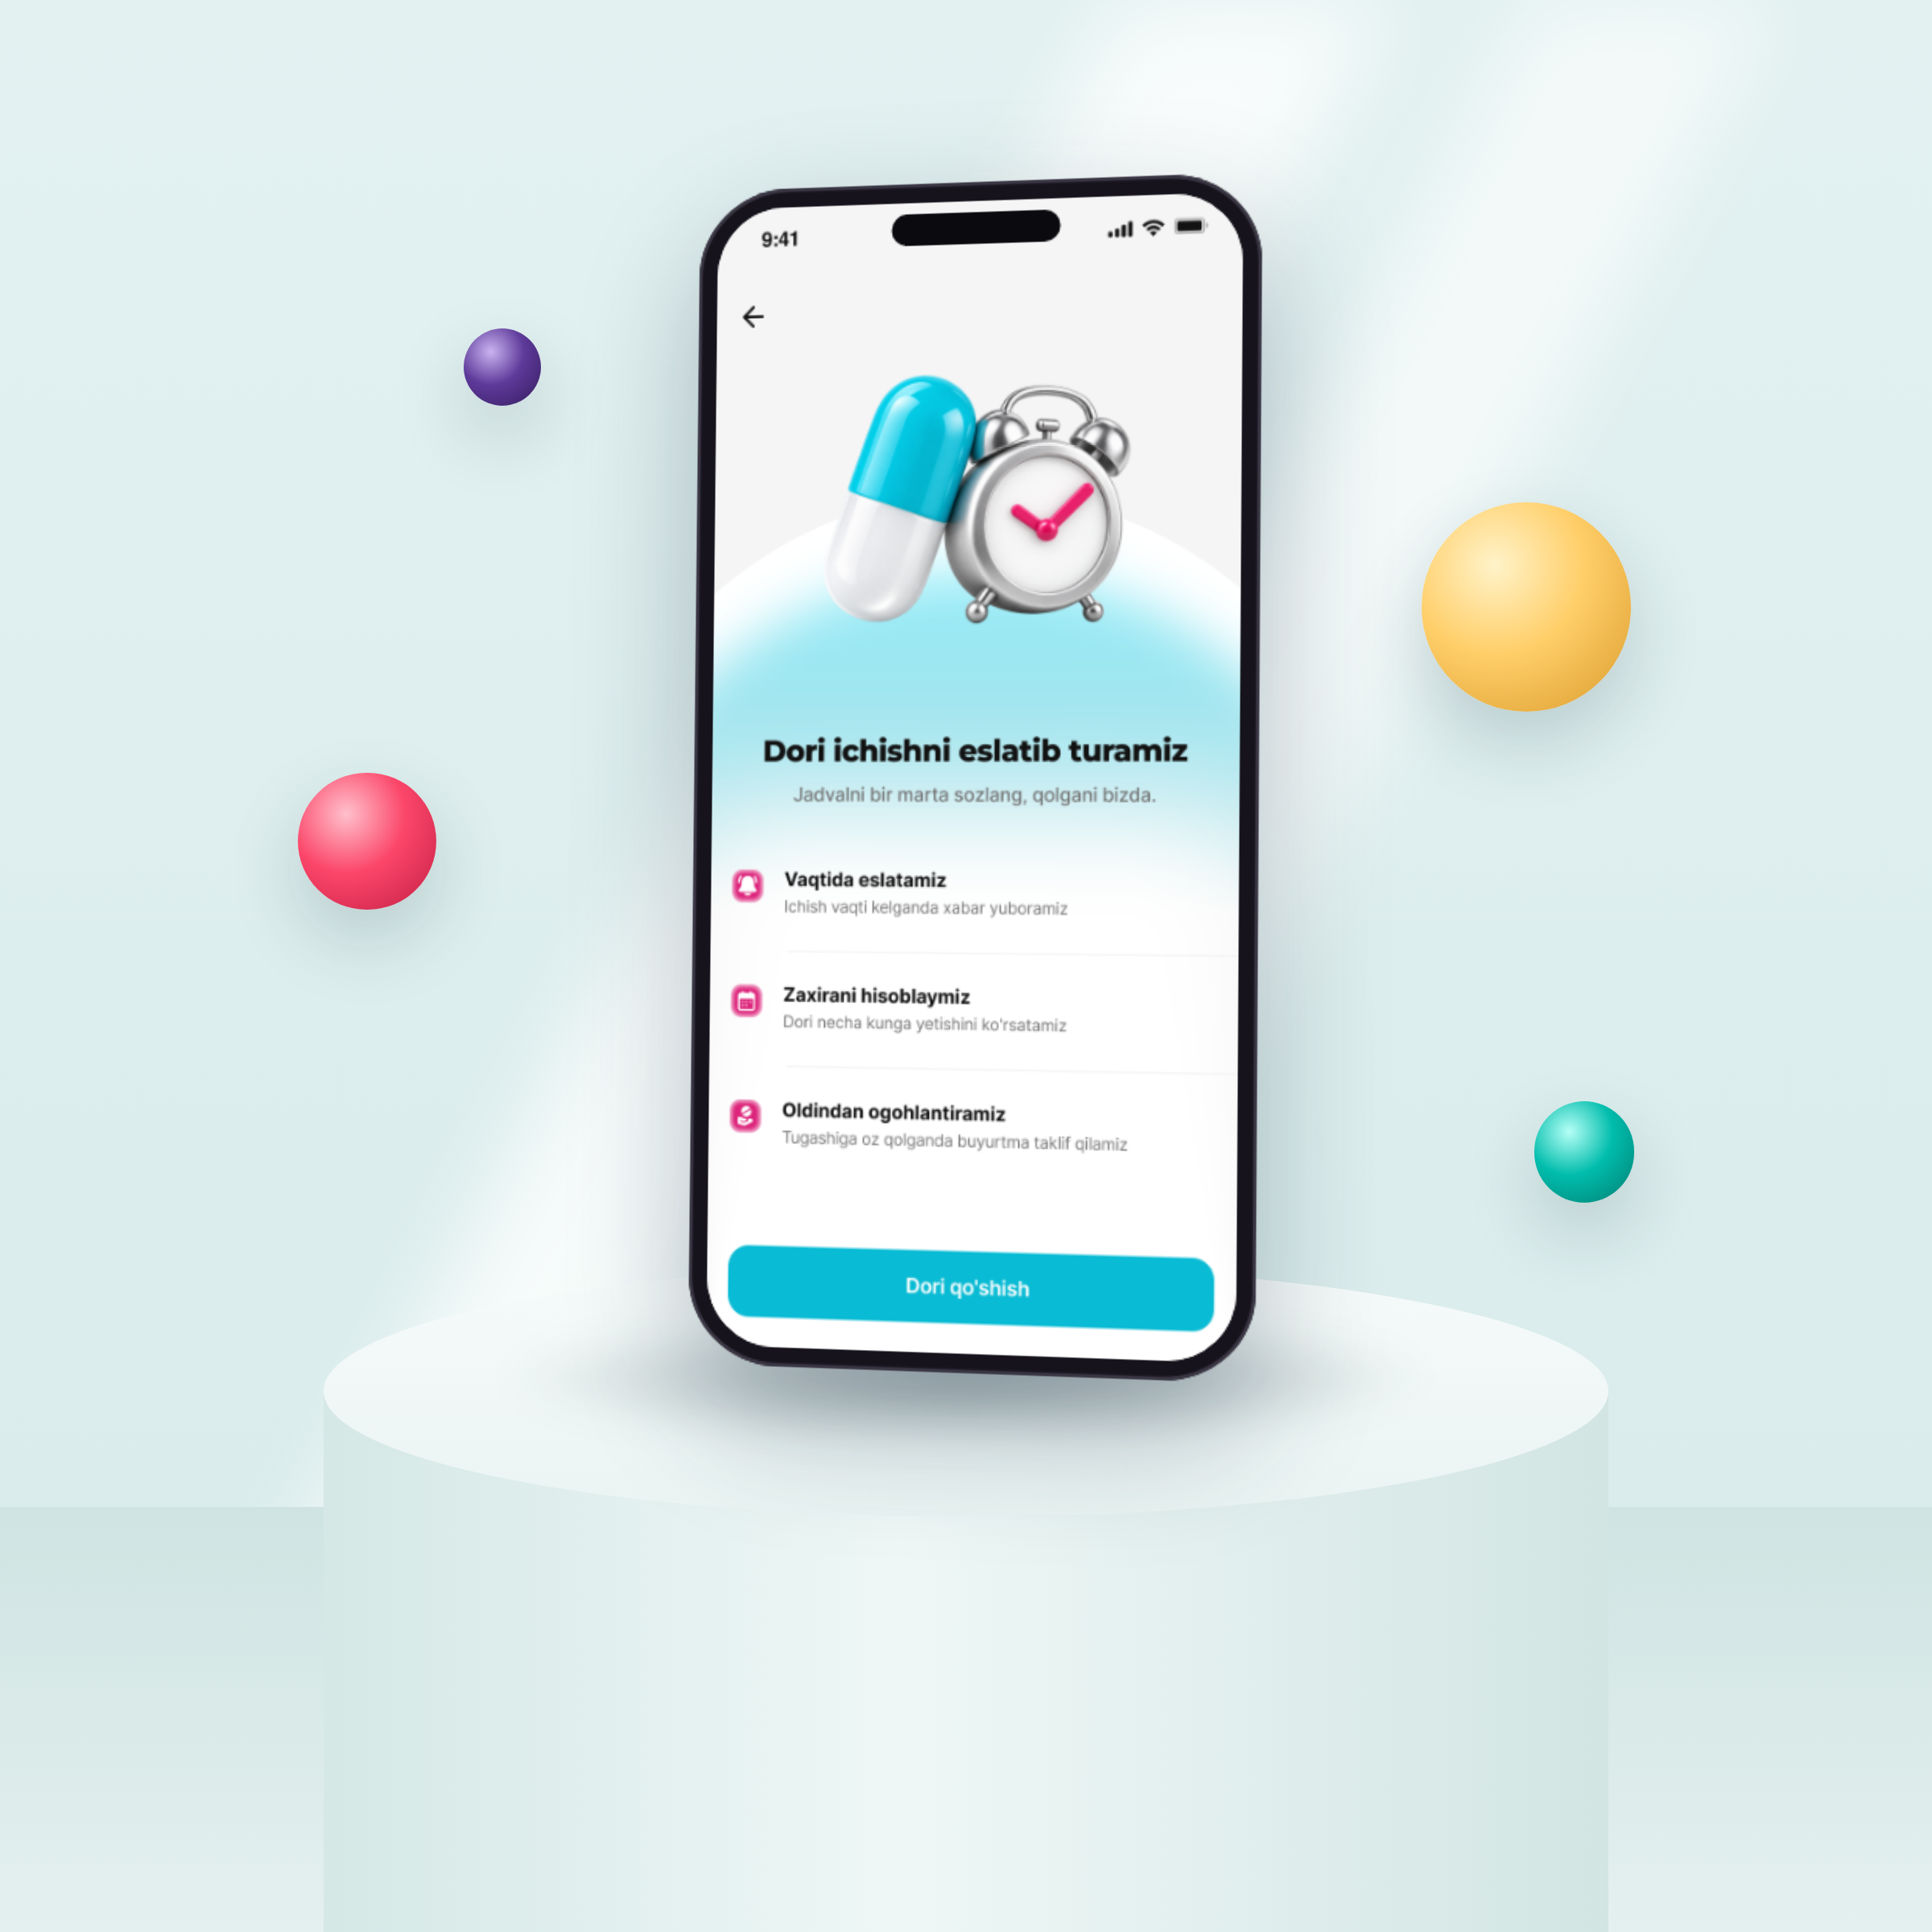 9:41
Dori ichishni eslatib turamiz
Jadvalni bir marta sozlang, qolgani bizda.
Vaqtida eslatamiz
Ichish vaqti kelganda xabar yuboramiz
Zaxirani hisoblaymiz
Dori necha kunga yetishini ko'rsatamiz
Oldindan ogohlantiramiz
Tugashiga oz qolganda buyurtma taklif qilamiz
Dori qo'shish